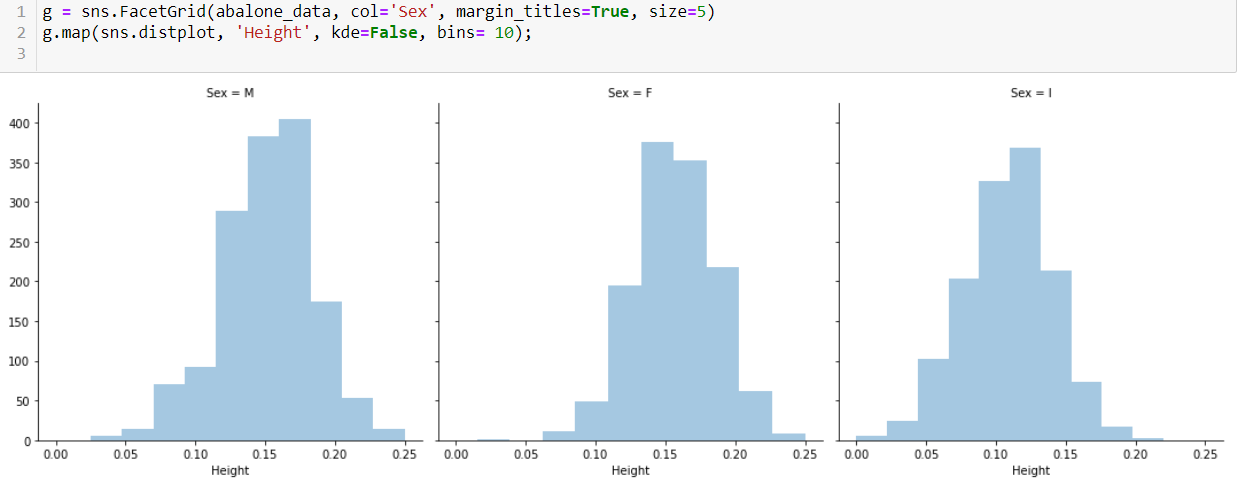 1 g = sns.FacetGrid(abalone_data, col='Sex', margin_titles=True, size=5)
2 g.map(sns.distplot, 'Height', kde=False, bins= 10);
3
Sex = M Sex = F Sex = I
400
350
300
250
200
150
100
50
0
0.00 0.05 0.10 0.15 0.20 0.25 0.00 0.05 0.10 0.15 0.20 0.25 0.00 0.05 0.10 0.15 0.20 0.25
Height Height Height